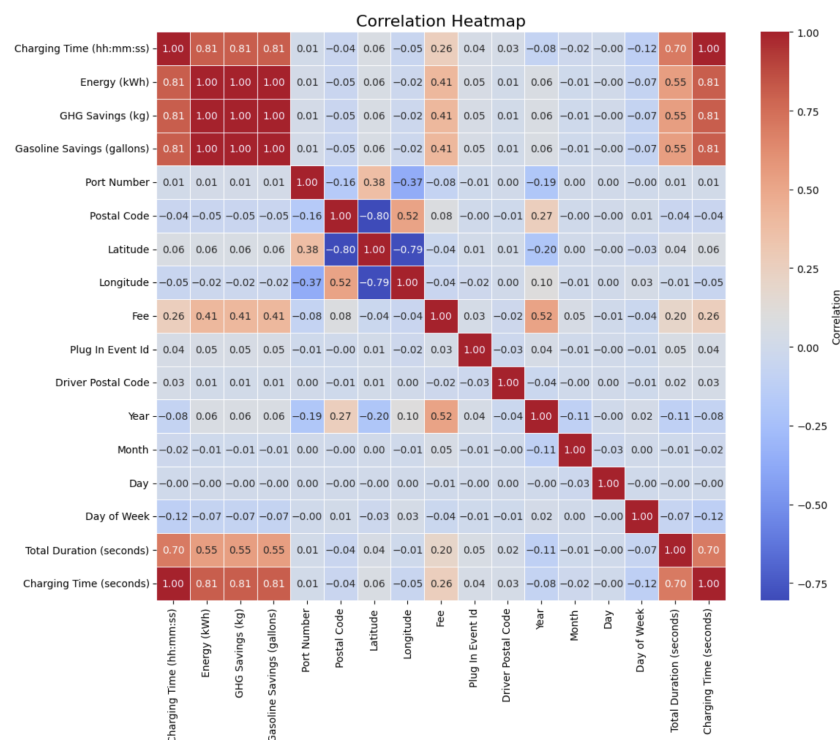 Correlation Heatmap
Charging Time (hh:mm:ss) 1.00 0.81 0.81 0.81 0.01 −0.04 0.06 −0.05 0.26 0.04 0.03 −0.08 −0.02 −0.00 −0.12 0.70 1.00
Energy (kWh) 0.81 1.00 1.00 1.00 0.01 −0.05 0.06 −0.02 0.41 0.05 0.01 0.06 −0.01 −0.00 −0.07 0.55 0.81
GHG Savings (kg) 0.81 1.00 1.00 1.00 0.01 −0.05 0.06 −0.02 0.41 0.05 0.01 0.06 −0.01 −0.00 −0.07 0.55 0.81
Gasoline Savings (gallons) 0.81 1.00 1.00 1.00 0.01 −0.05 0.06 −0.02 0.41 0.05 0.01 0.06 −0.01 −0.00 −0.07 0.55 0.81
Port Number 0.01 0.01 0.01 0.01 1.00 −0.16 0.38 −0.37 −0.08 −0.01 0.00 −0.19 0.00 0.00 −0.00 0.01 0.01
Postal Code −0.04 −0.05 −0.05 −0.05 −0.16 1.00 −0.80 0.52 0.08 −0.00 −0.01 0.27 −0.00 −0.00 0.01 −0.04 −0.04
Latitude 0.06 0.06 0.06 0.06 0.38 −0.80 1.00 −0.79 −0.04 0.01 0.01 −0.20 0.00 −0.00 −0.03 0.04 0.06
Longitude −0.05 −0.02 −0.02 −0.02 −0.37 0.52 −0.79 1.00 −0.04 −0.02 0.00 0.10 −0.01 0.00 0.03 −0.01 −0.05
Fee 0.26 0.41 0.41 0.41 −0.08 0.08 −0.04 −0.04 1.00 0.03 −0.02 0.52 0.05 −0.01 −0.04 0.20 0.26
Plug In Event Id 0.04 0.05 0.05 0.05 −0.01 −0.00 0.01 −0.02 0.03 1.00 −0.03 0.04 −0.01 −0.00 −0.01 0.05 0.04
Driver Postal Code 0.03 0.01 0.01 0.01 0.00 −0.01 0.01 0.00 −0.02 −0.03 1.00 −0.04 −0.00 0.00 −0.01 0.02 0.03
Year −0.08 0.06 0.06 0.06 −0.19 0.27 −0.20 0.10 0.52 0.04 −0.04 1.00 −0.11 −0.00 0.02 −0.11 −0.08
Month −0.02 −0.01 −0.01 −0.01 0.00 −0.00 0.00 −0.01 0.05 −0.01 −0.00 −0.11 1.00 −0.03 0.00 −0.01 −0.02
Day −0.00 −0.00 −0.00 −0.00 0.00 −0.00 −0.00 0.00 −0.01 −0.00 0.00 −0.00 −0.03 1.00 −0.00 −0.00 −0.00
Day of Week −0.12 −0.07 −0.07 −0.07 −0.00 0.01 −0.03 0.03 −0.04 −0.01 −0.01 0.02 0.00 −0.00 1.00 −0.07 −0.12
Total Duration (seconds) 0.70 0.55 0.55 0.55 0.01 −0.04 0.04 −0.01 0.20 0.05 0.02 −0.11 −0.01 −0.00 −0.07 1.00 0.70
Charging Time (seconds) 1.00 0.81 0.81 0.81 0.01 −0.04 0.06 −0.05 0.26 0.04 0.03 −0.08 −0.02 −0.00 −0.12 0.70 1.00
Charging Time (hh:mm:ss)
Energy (kWh)
GHG Savings (kg)
Gasoline Savings (gallons)
Port Number
Postal Code
Latitude
Longitude
Fee
Plug In Event Id
Driver Postal Code
Year
Month
Day
Day of Week
Total Duration (seconds)
Charging Time (seconds)
1.00
0.75
0.50
0.25
0.00
−0.25
−0.50
−0.75
Correlation